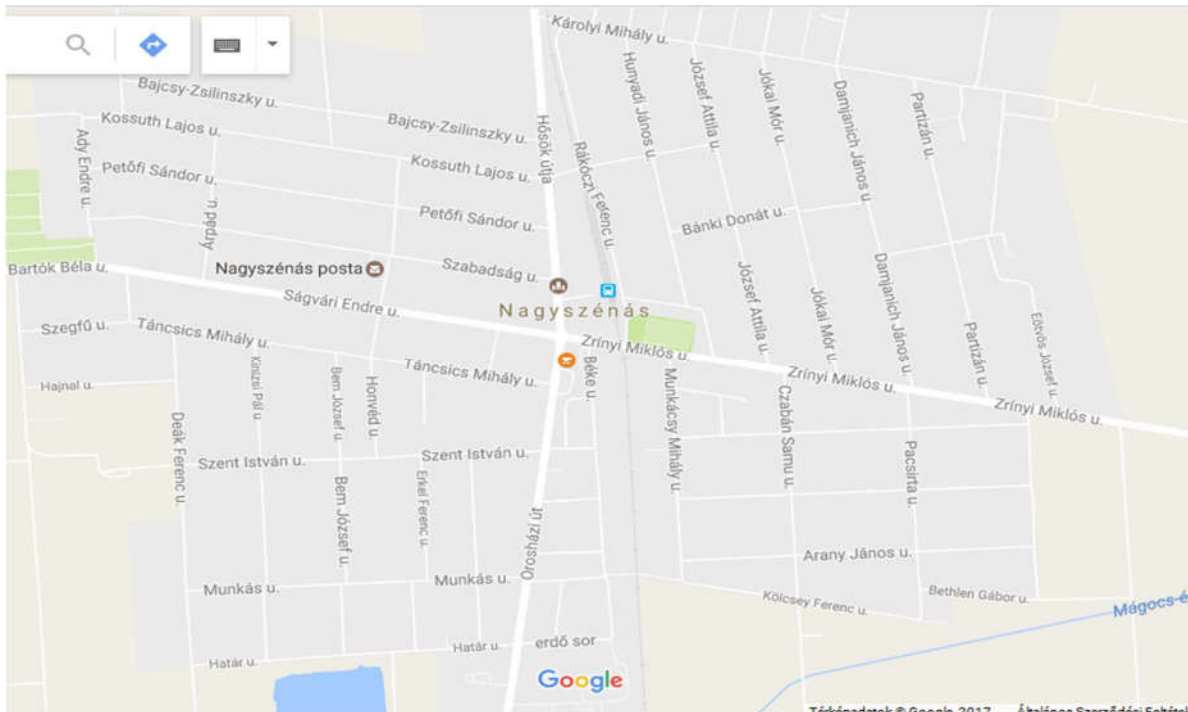 Károlyi Mihály u.
Bajcsy-Zsilinszky u.
Bajcsy-Zsilinszky u.
Kossuth Lajos u.
Kossuth Lajos u.
Ady Endre u.
Petőfi Sándor u.
Petőfi Sándor u.
Árpád u.
Hősök útja
Rákóczi Ferenc u.
Hunyadi János u.
József Attila u.
Jókai Mór u.
Damjanich János u.
Partizán u.
Bánki Donát u.
Bartók Béla u.
Nagyszénás posta
Szabadság u.
Ságvári Endre u.
Nagyszénás
József Attila u.
Jókai Mór u.
Damjanich János u.
Partizán u.
Eötvös József u.
Szegfű u.
Táncsics Mihály u.
Táncsics Mihály u.
Zrínyi Miklós u.
Zrínyi Miklós u.
Zrínyi Miklós u.
Hajnal u.
Kinizsi Pál u.
Bem József u.
Honvéd u.
Béke u.
Munkácsy Mihály u.
Czabán Samu u.
Pacsirta u.
Deák Ferenc u.
Szent István u.
Szent István u.
Bem József u.
Erkel Ferenc u.
Orosházi út
Arany János u.
Munkás u.
Munkás u.
Kölcsey Ferenc u.
Bethlen Gábor u.
Mágocs-é
Határ u.
Határ u.
erdő sor
Google
Térképadatok © Google, 2017 Általános Szerződési Feltétel